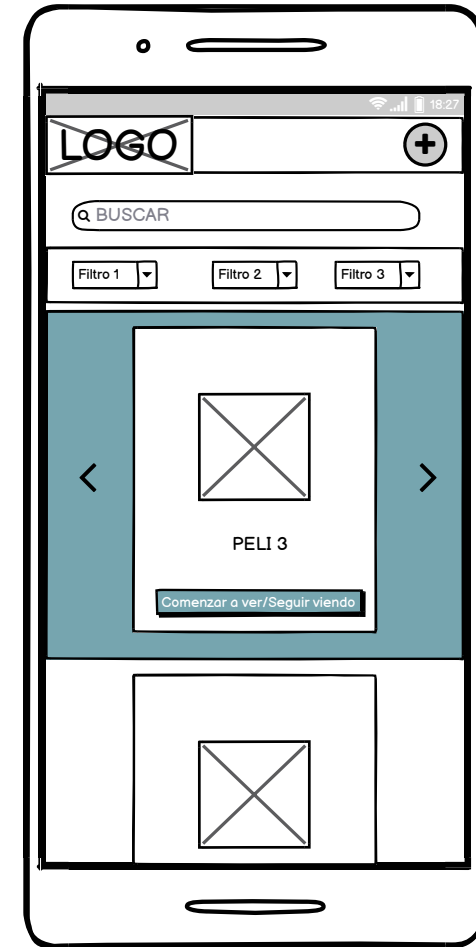 18:27
LOGO
BUSCAR
Filtro 1
Filtro 2
Filtro 3
PELI 3
Comenzar a ver/Seguir viendo